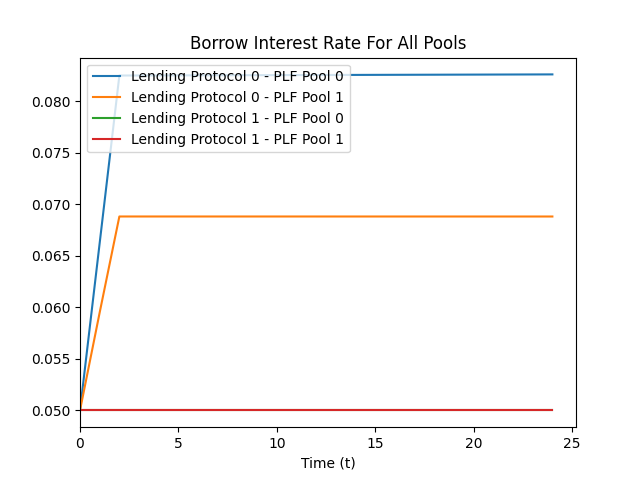 Borrow Interest Rate For All Pools
Lending Protocol 0 - PLF Pool 0
Lending Protocol 0 - PLF Pool 1
Lending Protocol 1 - PLF Pool 0
Lending Protocol 1 - PLF Pool 1
0.080
0.075
0.070
0.065
0.060
0.055
0.050
0 5 10 15 20 25
Time (t)